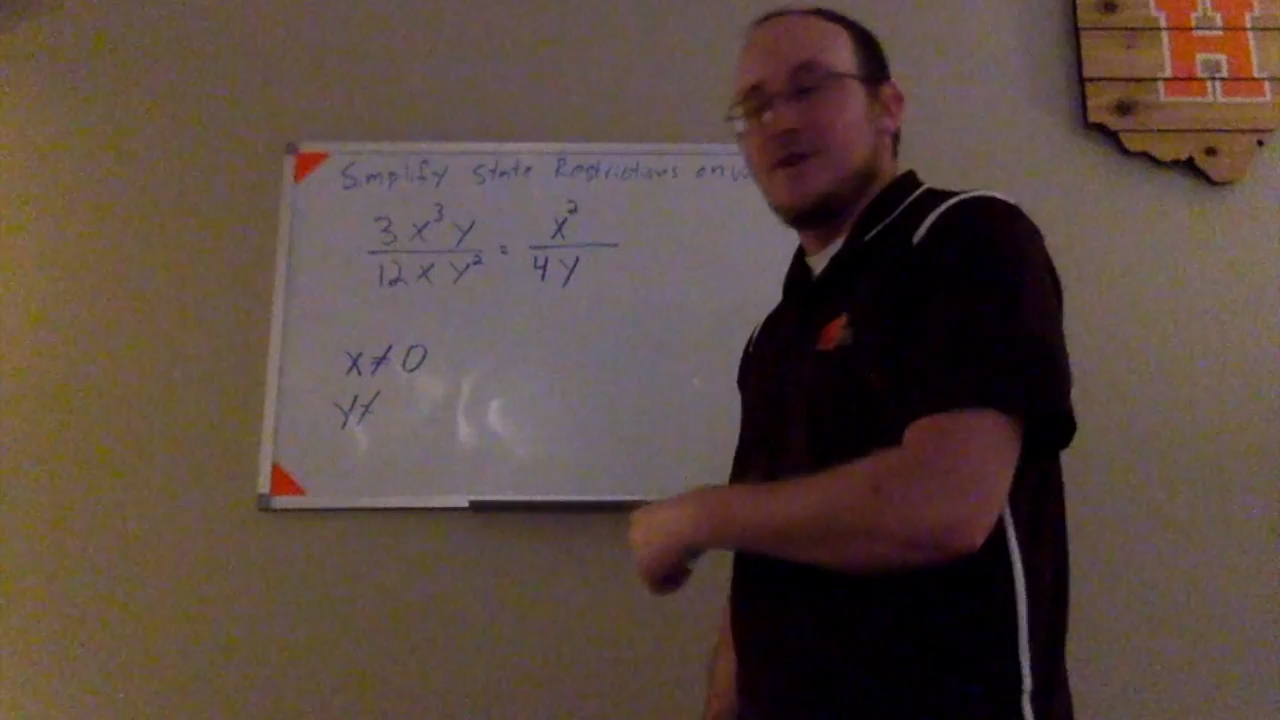 Simplify State Restrictions on
3x³y / 12xy² = x² / 4y
x ≠ 0
y ≠
H